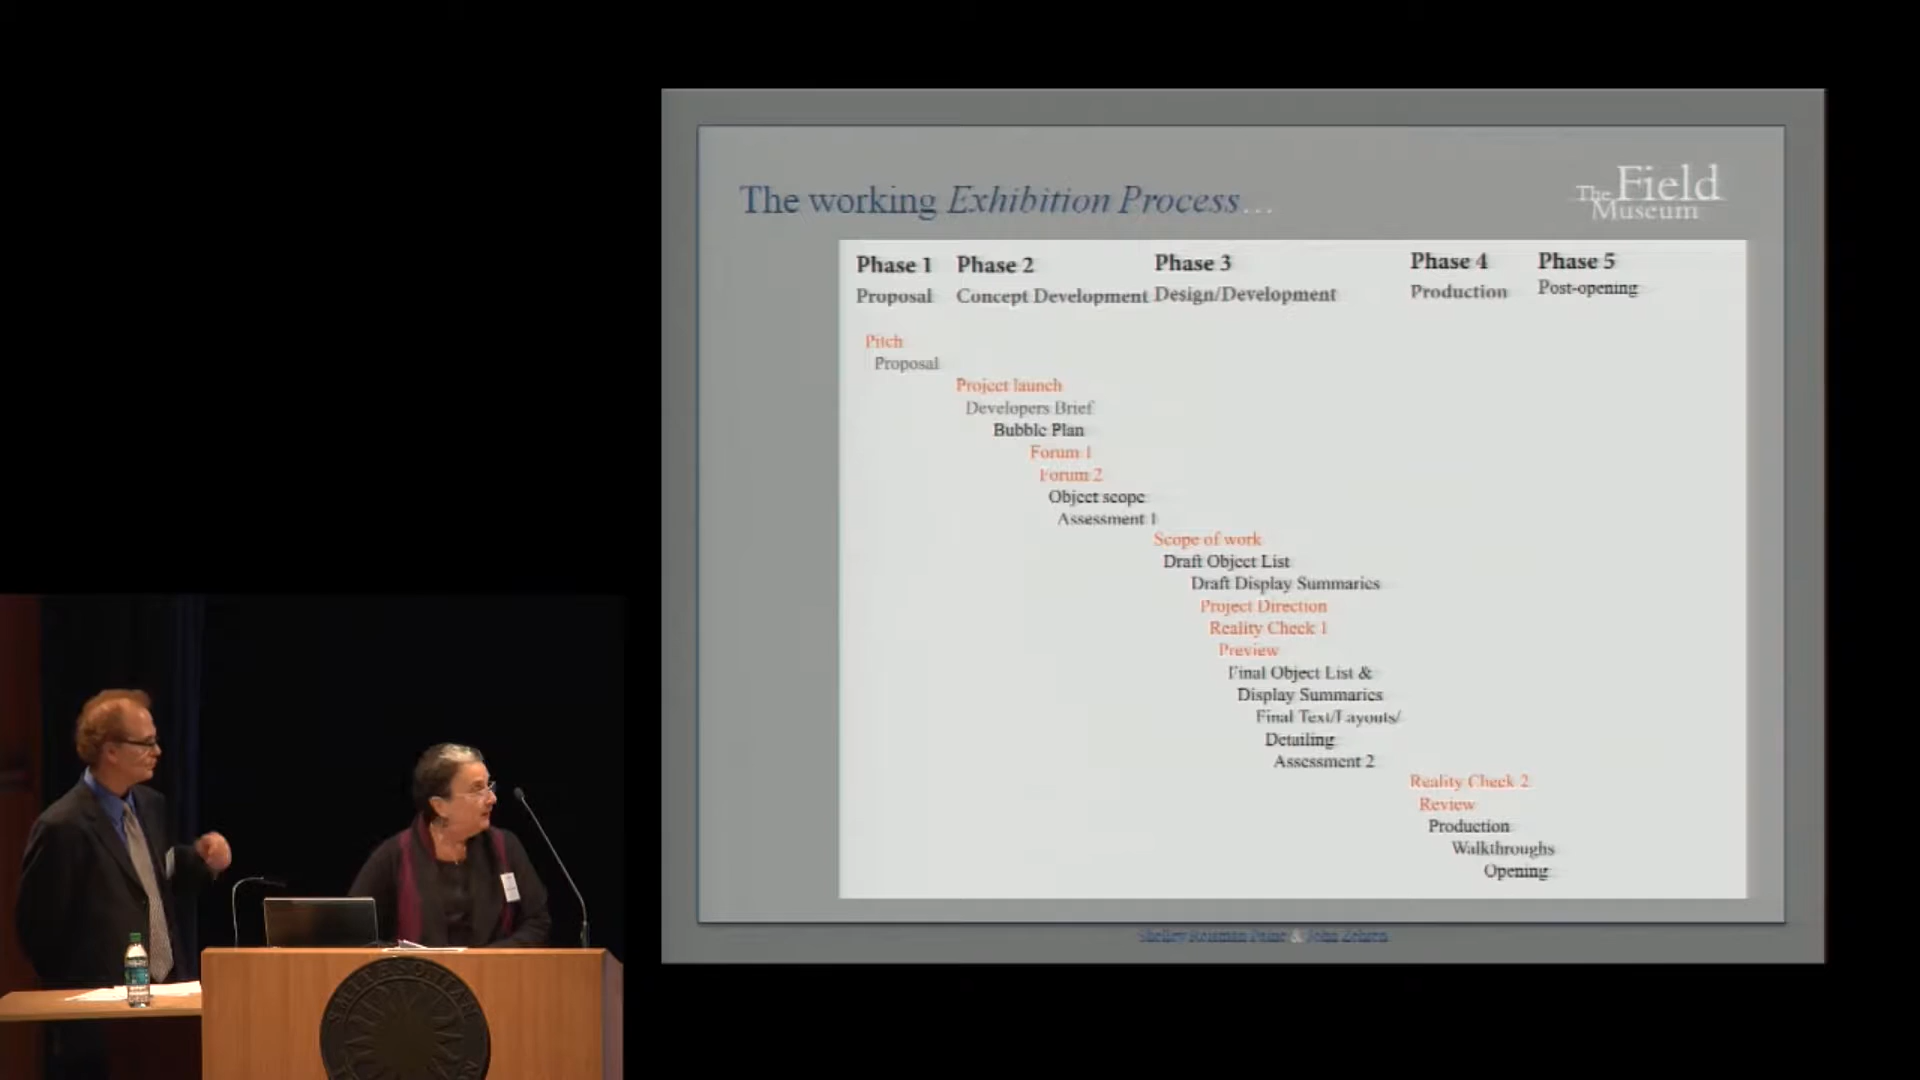 The working Exhibition Process...
The Field
Museum
Phase 1 Phase 2 Phase 3 Phase 4 Phase 5
Proposal Concept Development Design/Development Production Post-opening
Pitch
Proposal
Project launch
Developers Brief
Bubble Plan
Forum 1
Forum 2
Object scope
Assessment 1
Scope of work
Draft Object List
Draft Display Summaries
Project Direction
Reality Check 1
Preview
Final Object List &
Display Summaries
Final Text/Layouts/
Detailing
Assessment 2
Reality Check 2
Review
Production
Walkthroughs
Opening
& John
SMITHSONIAN